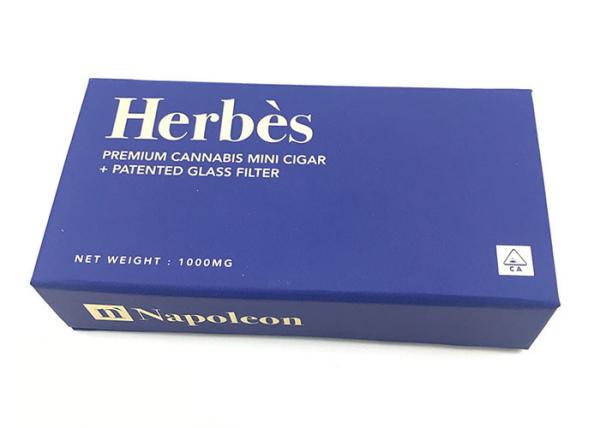 Herbès
PREMIUM CANNABIS MINI CIGAR
+ PATENTED GLASS FILTER
NET WEIGHT : 1000MG
CA
n Napoleon